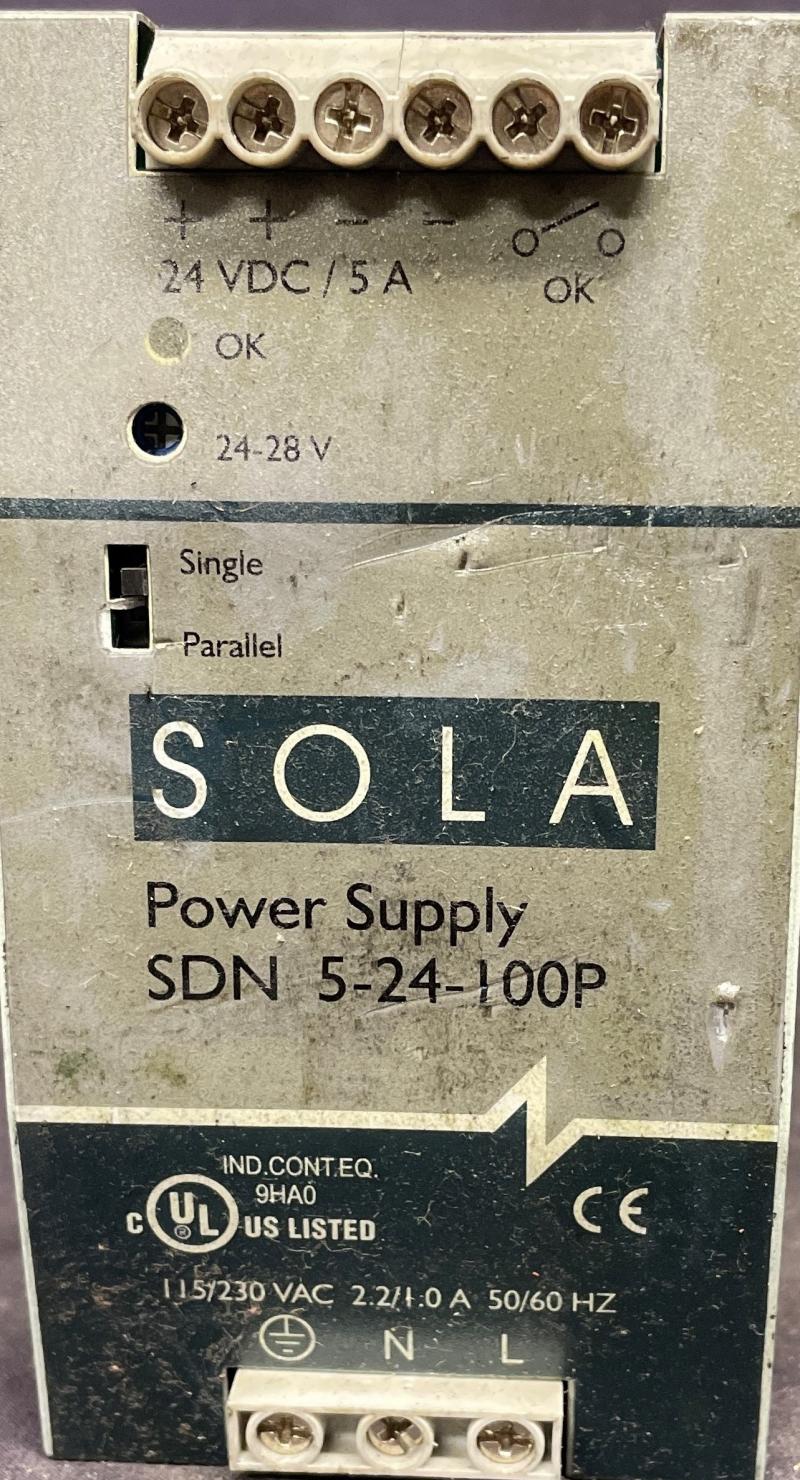 + + - -
24 VDC / 5 A
OK
OK
24-28 V
Single
Parallel
SOLA
Power Supply
SDN 5-24-100P
IND.CONT.EQ.
9HA0
C UL ® US LISTED
CE
115/230 VAC 2.2/1.0 A 50/60 HZ
N L